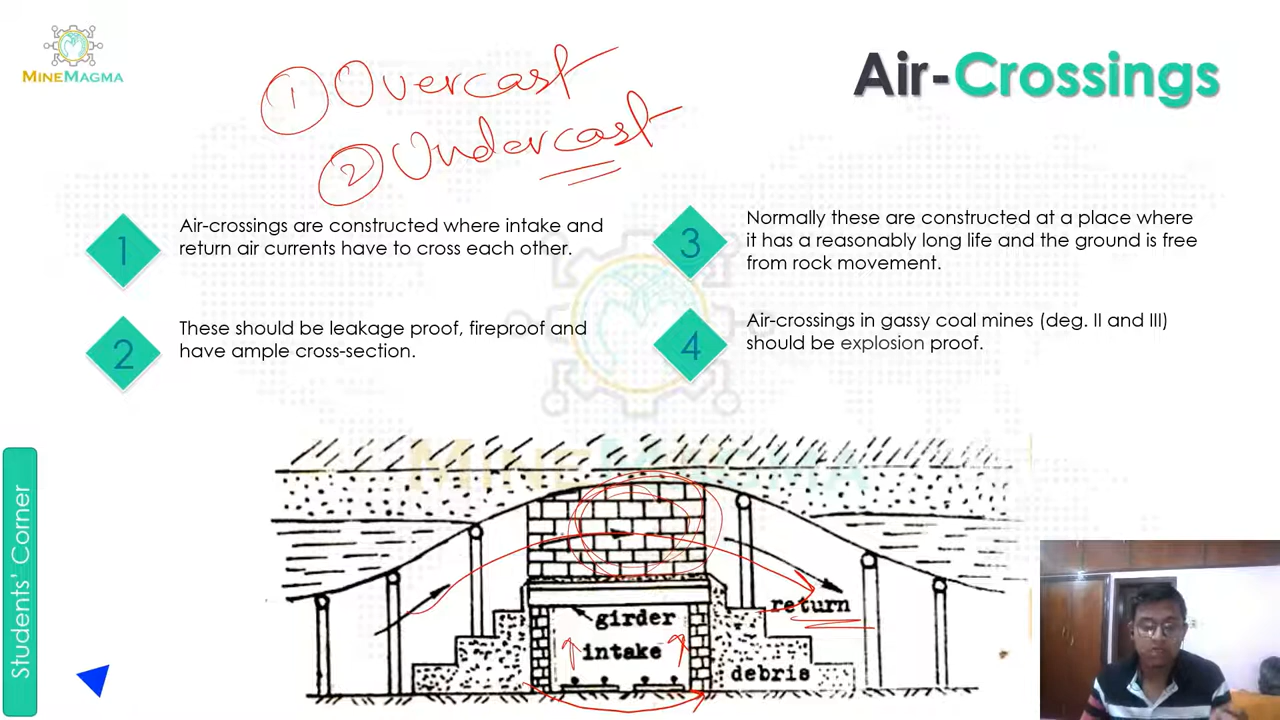 MINEMAGMA
① Overcast
② Undercast
Air-Crossings
1
Air-crossings are constructed where intake and
return air currents have to cross each other.
2
These should be leakage proof, fireproof and
have ample cross-section.
3
Normally these are constructed at a place where
it has a reasonably long life and the ground is free
from rock movement.
4
Air-crossings in gassy coal mines (deg. II and III)
should be explosion proof.
MINEMAGMA
girder
intake
return
debris
Students' Corner